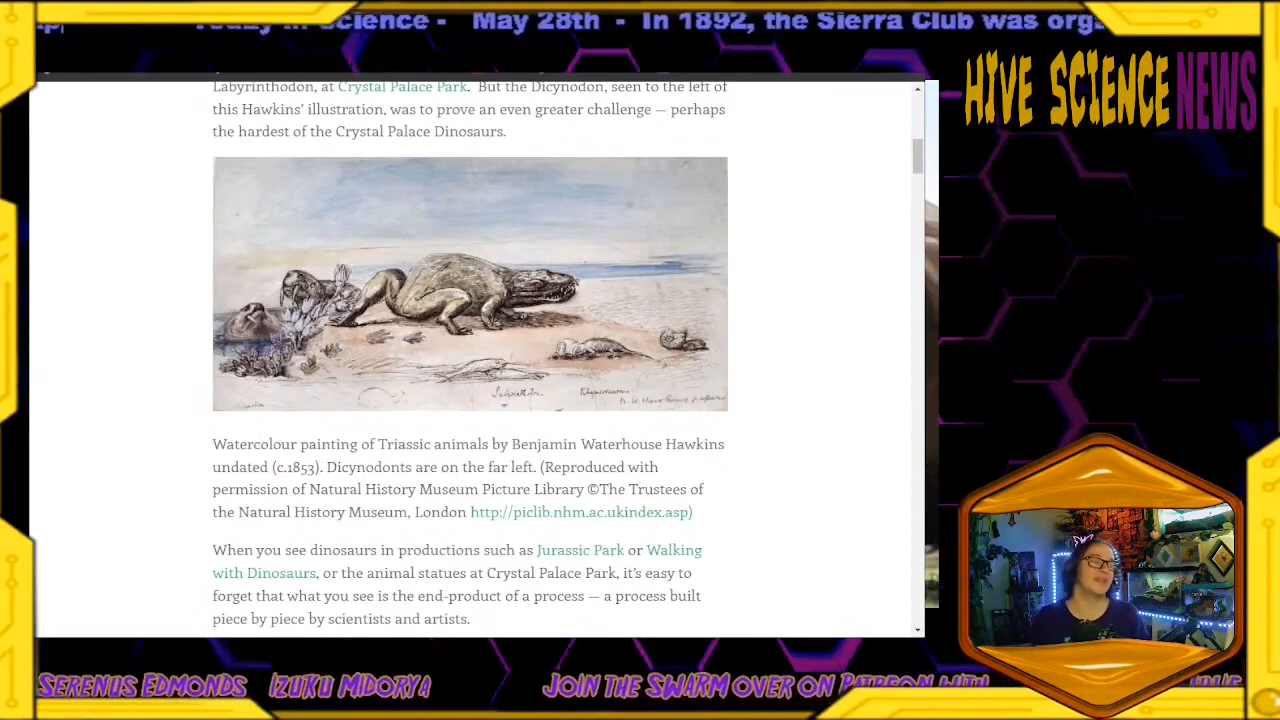 Today in Science - May 28th - In 1892, the Sierra Club was org
HIVE SCIENCE NEWS
Labyrinthodon, at Crystal Palace Park. But the Dicynodon, seen to the left of
this Hawkins' illustration, was to prove an even greater challenge — perhaps
the hardest of the Crystal Palace Dinosaurs.
Watercolour painting of Triassic animals by Benjamin Waterhouse Hawkins
undated (c.1853). Dicynodonts are on the far left. (Reproduced with
permission of Natural History Museum Picture Library ©The Trustees of
the Natural History Museum, London http://piclib.nhm.ac.ukindex.asp)
When you see dinosaurs in productions such as Jurassic Park or Walking
with Dinosaurs, or the animal statues at Crystal Palace Park, it's easy to
forget that what you see is the end-product of a process — a process built
piece by piece by scientists and artists.
Serenus Edmonds Izuku Midorya Join the Swarm over on Patreon with